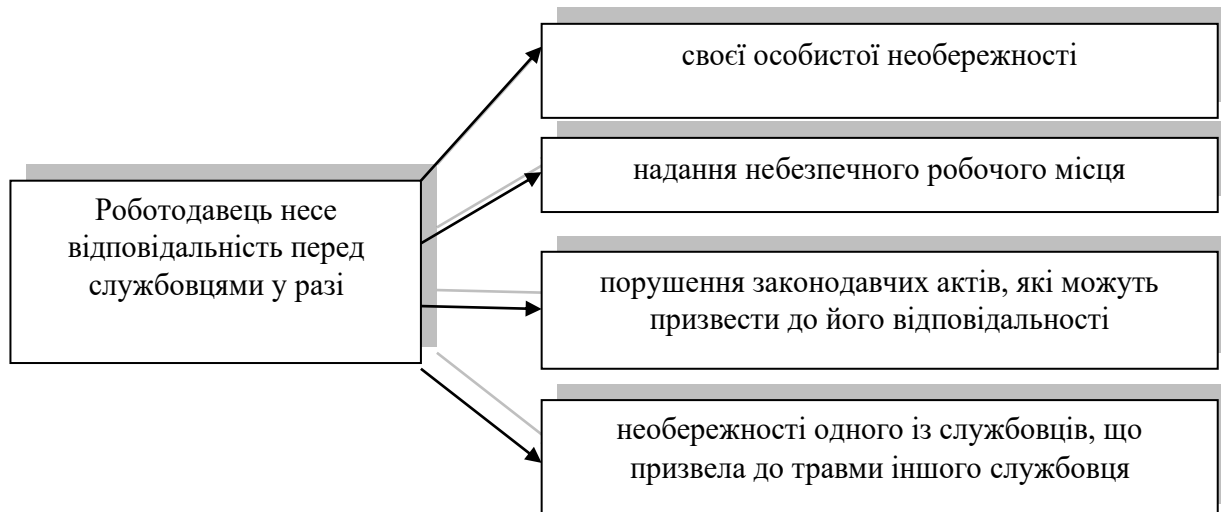 Роботодавець несе
відповідальність перед
службовцями у разі
своєї особистої необережності
надання небезпечного робочого місця
порушення законодавчих актів, які можуть
призвести до його відповідальності
необережності одного із службовців, що
призвела до травми іншого службовця